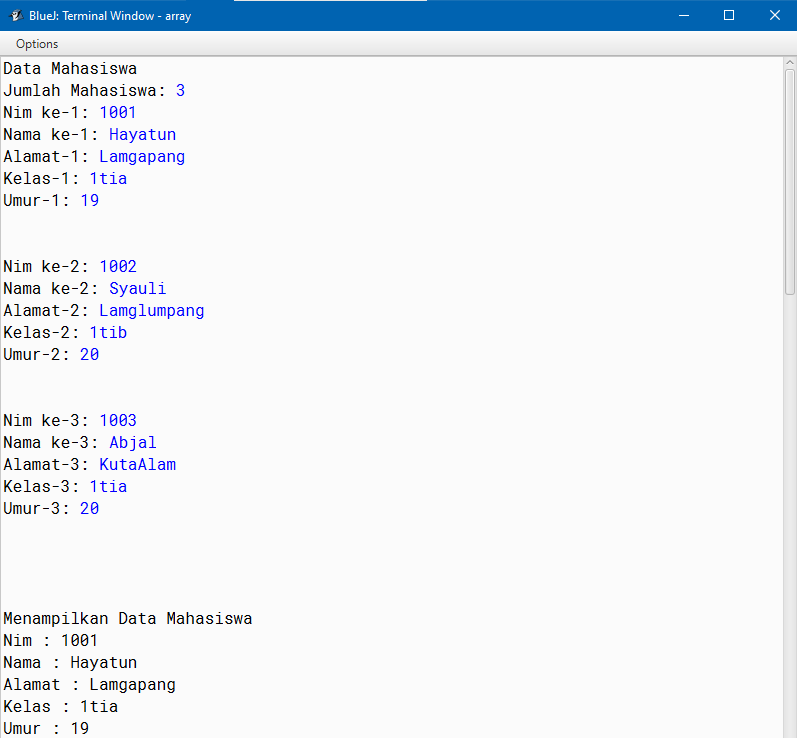 BlueJ: Terminal Window - array
Options
Data Mahasiswa
Jumlah Mahasiswa: 3
Nim ke-1: 1001
Nama ke-1: Hayatun
Alamat-1: Lamgapang
Kelas-1: 1tia
Umur-1: 19
Nim ke-2: 1002
Nama ke-2: Syauli
Alamat-2: Lamglumpang
Kelas-2: 1tib
Umur-2: 20
Nim ke-3: 1003
Nama ke-3: Abjal
Alamat-3: KutaAlam
Kelas-3: 1tia
Umur-3: 20
Menampilkan Data Mahasiswa
Nim : 1001
Nama : Hayatun
Alamat : Lamgapang
Kelas : 1tia
Umur : 19